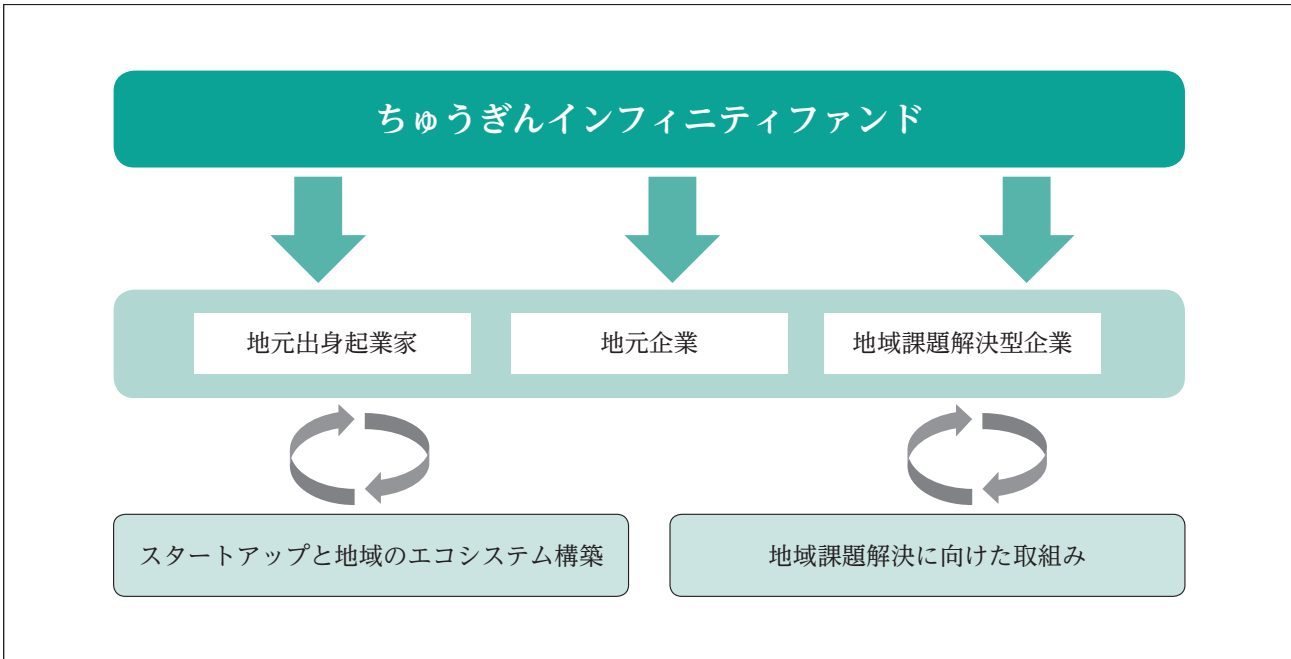 ちゅうぎんインフィニティファンド
地元出身起業家
地元企業
地域課題解決型企業
スタートアップと地域のエコシステム構築
地域課題解決に向けた取組み